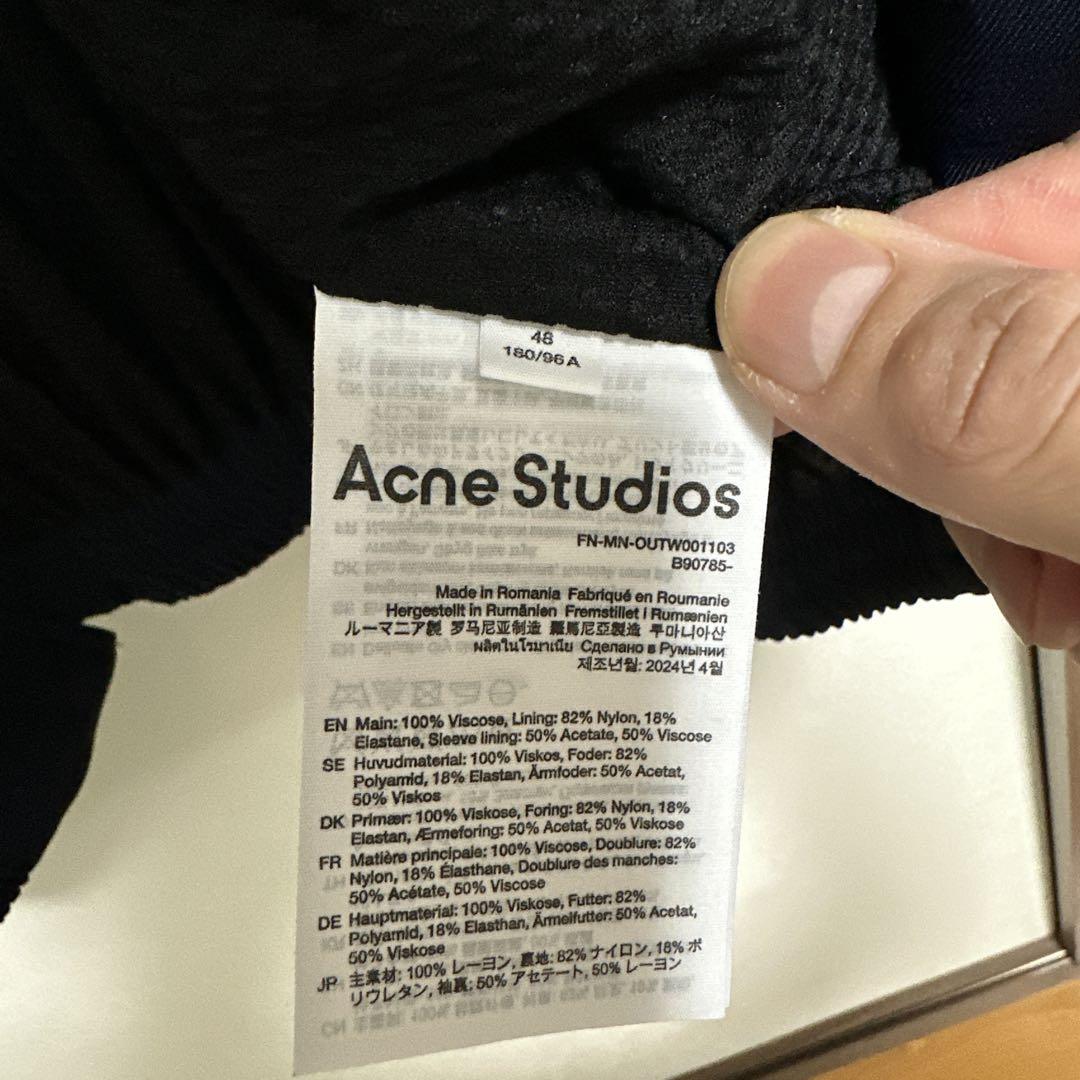 48
180/96A
Acne Studios
FN-MN-OUTW001103
B90785-
Made in Romania Fabriqué en Roumanie
Hergestellt in Rumänien Fremstillet i Rumænien
ルーマニア製 罗马尼亚制造 羅馬尼亞製造 루마니아산
ผลิตในโรมาเนีย Сделано в Румынии
제조년월: 2024년 4월
EN Main: 100% Viscose, Lining: 82% Nylon, 18%
Elastane, Sleeve lining: 50% Acetate, 50% Viscose
SE Huvudmaterial: 100% Viskos, Foder: 82%
Polyamid, 18% Elastan, Ärmfoder: 50% Acetat,
50% Viskos
DK Primær: 100% Viskose, Foring: 82% Nylon, 18%
Elastan, Ærmeforing: 50% Acetat, 50% Viskose
FR Matière principale: 100% Viscose, Doublure: 82%
Nylon, 18% Élasthane, Doublure des manches:
50% Acétate, 50% Viscose
DE Hauptmaterial: 100% Viskose, Futter: 82%
Polyamid, 18% Elasthan, Ärmelfutter: 50% Acetat,
50% Viskose
JP 主素材: 100% レーヨン, 裏地: 82% ナイロン, 18% ポ
リウレタン, 袖裏: 50% アセテート, 50% レーヨン